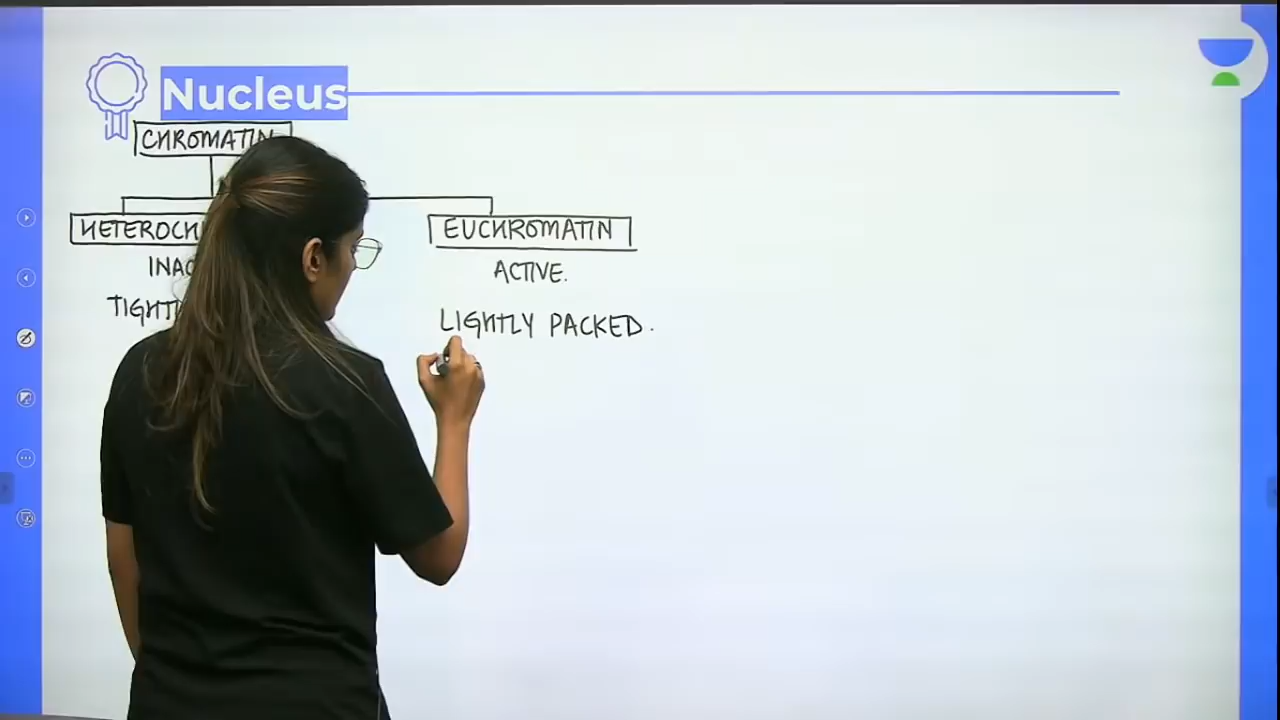 Nucleus
CHROMATIN
EUCHROMATIN
ACTIVE.
LIGHTLY PACKED.